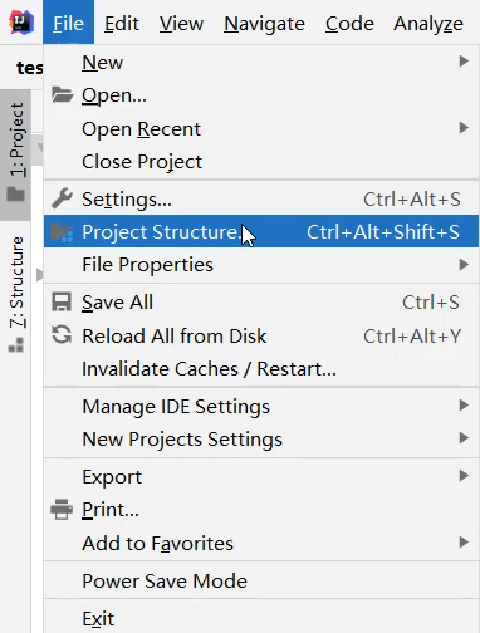 File Edit View Navigate Code Analyze
tes
New
Open...
Open Recent
Close Project
Settings... Ctrl+Alt+S
Project Structure... Ctrl+Alt+Shift+S
File Properties
Save All Ctrl+S
Reload All from Disk Ctrl+Alt+Y
Invalidate Caches / Restart...
Manage IDE Settings
New Projects Settings
Export
Print...
Add to Favorites
Power Save Mode
Exit
1: Project
7: Structure